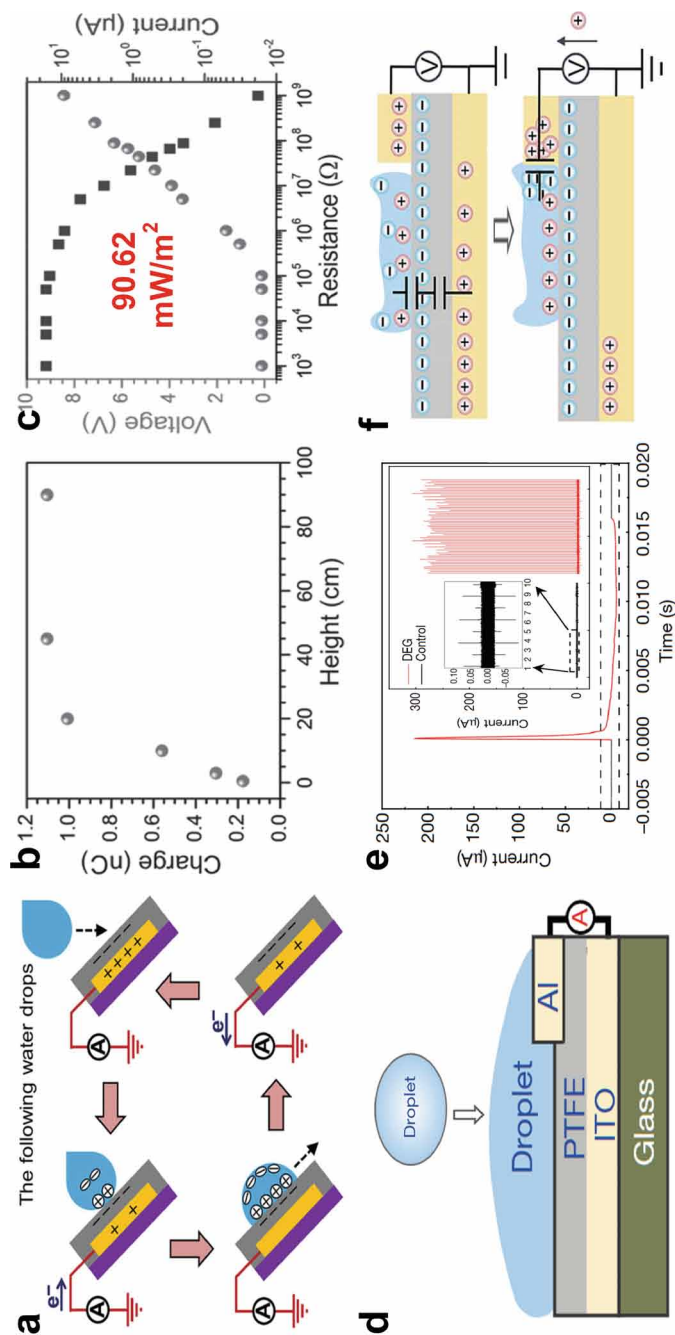 a
The following water drops
e⁻
A
A
e⁻
A
A
b
Charge (nC)
1.2
1.0
0.8
0.6
0.4
0.2
0.0
0 20 40 60 80 100
Height (cm)
c
Voltage (V)
10
8
6
4
2
0
90.62
mW/m²
10³ 10⁴ 10⁵ 10⁶ 10⁷ 10⁸ 10⁹
Resistance (Ω)
10¹
10⁰
10⁻¹
10⁻²
Current (μA)
d
Droplet
Droplet
Al
PTFE
ITO
Glass
A
e
Current (μA)
250
200
150
100
50
0
−0.005 0.000 0.005 0.010 0.015 0.020
Time (s)
DEG
Control
Current (μA)
300
200
100
0
0.10
0.05
0.00
−0.05
1 2 3 4 5 6 7 8 9 10
f
V
V